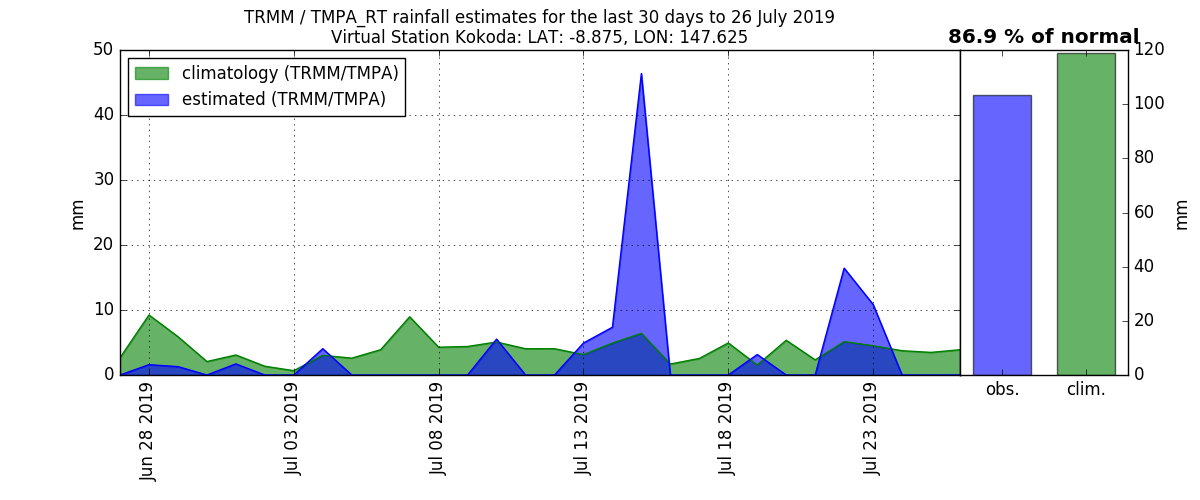 TRMM / TMPA_RT rainfall estimates for the last 30 days to 26 July 2019
Virtual Station Kokoda: LAT: -8.875, LON: 147.625
86.9 % of normal
climatology (TRMM/TMPA)
estimated (TRMM/TMPA)
50
40
30
20
10
0
mm
Jun 28 2019
Jul 03 2019
Jul 08 2019
Jul 13 2019
Jul 18 2019
Jul 23 2019
120
100
80
60
40
20
0
mm
obs.
clim.